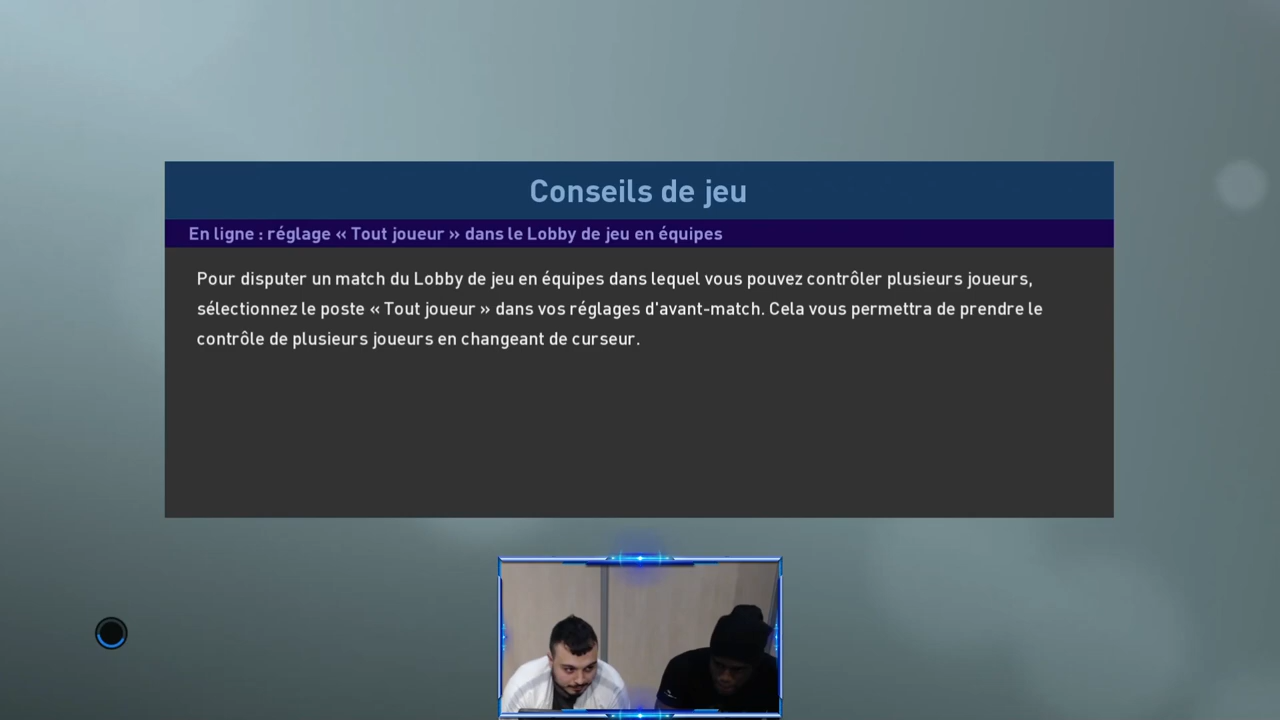 Conseils de jeu
En ligne : réglage « Tout joueur » dans le Lobby de jeu en équipes
Pour disputer un match du Lobby de jeu en équipes dans lequel vous pouvez contrôler plusieurs joueurs,
sélectionnez le poste « Tout joueur » dans vos réglages d'avant-match. Cela vous permettra de prendre le
contrôle de plusieurs joueurs en changeant de curseur.